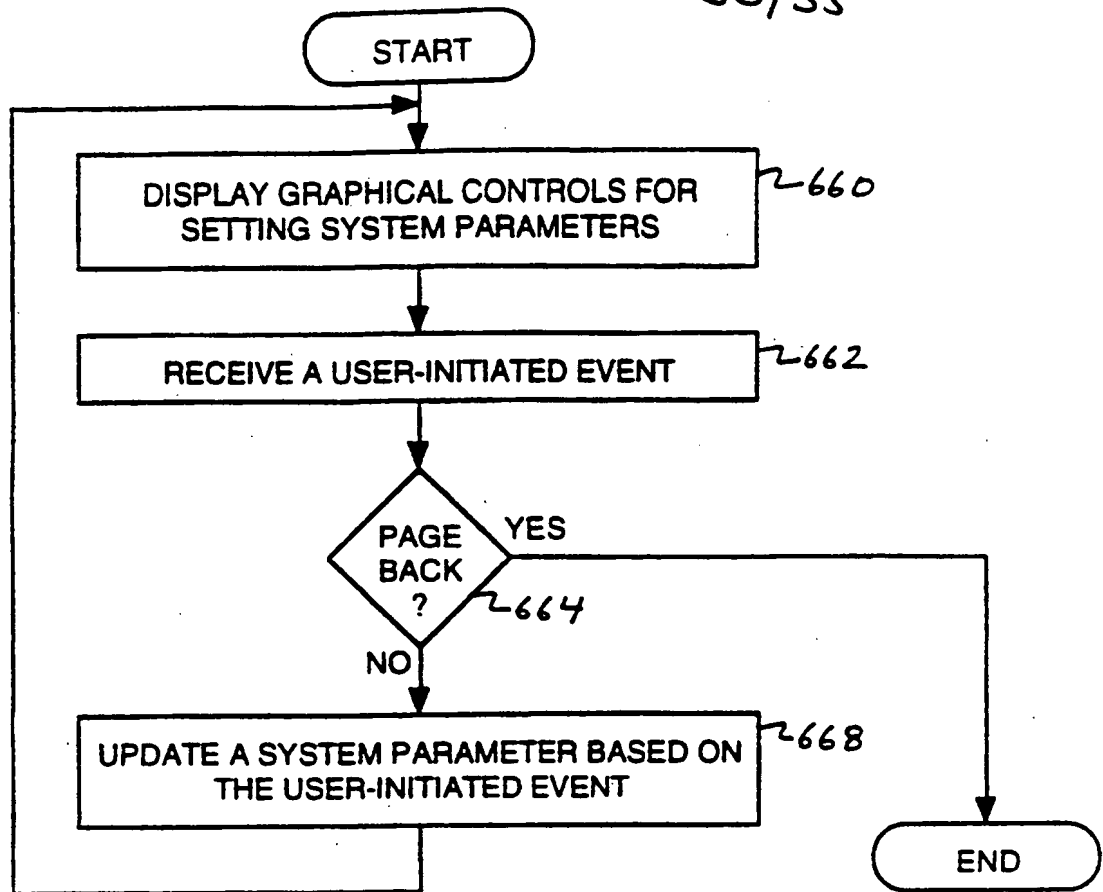 START
DISPLAY GRAPHICAL CONTROLS FOR
SETTING SYSTEM PARAMETERS
660
RECEIVE A USER-INITIATED EVENT
662
PAGE
BACK
?
YES
664
NO
UPDATE A SYSTEM PARAMETER BASED ON
THE USER-INITIATED EVENT
668
END